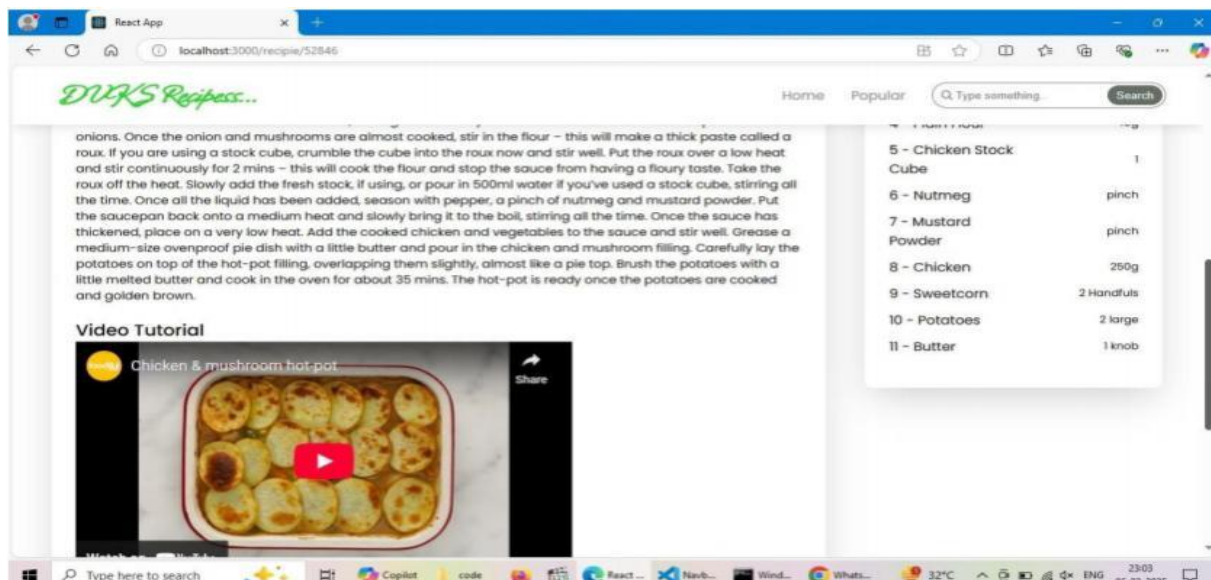 React App
localhost:3000/recipie/52846
DUKS Recipess...
Home
Popular
Type something.
Search
onions. Once the onion and mushrooms are almost cooked, stir in the flour – this will make a thick paste called a
roux. If you are using a stock cube, crumble the cube into the roux now and stir well. Put the roux over a low heat
and stir continuously for 2 mins – this will cook the flour and stop the sauce from having a floury taste. Take the
roux off the heat. Slowly add the fresh stock, if using, or pour in 500ml water if you've used a stock cube, stirring all
the time. Once all the liquid has been added, season with pepper, a pinch of nutmeg and mustard powder. Put
the saucepan back onto a medium heat and slowly bring it to the boil, stirring all the time. Once the sauce has
thickened, place on a very low heat. Add the cooked chicken and vegetables to the sauce and stir well. Grease a
medium-size ovenproof pie dish with a little butter and pour in the chicken and mushroom filling. Carefully lay the
potatoes on top of the hot-pot filling, overlapping them slightly, almost like a pie top. Brush the potatoes with a
little melted butter and cook in the oven for about 35 mins. The hot-pot is ready once the potatoes are cooked
and golden brown.
Video Tutorial
Chicken & mushroom hot-pot
Share
5 - Chicken Stock
Cube
1
6 - Nutmeg
pinch
7 - Mustard
Powder
pinch
8 - Chicken
250g
9 - Sweetcorn
2 Handfuls
10 - Potatoes
2 large
11 - Butter
1 knob
Type here to search
Copilot
code
React ...
Navb...
Wind...
Whats...
32°C
ENG
23:03